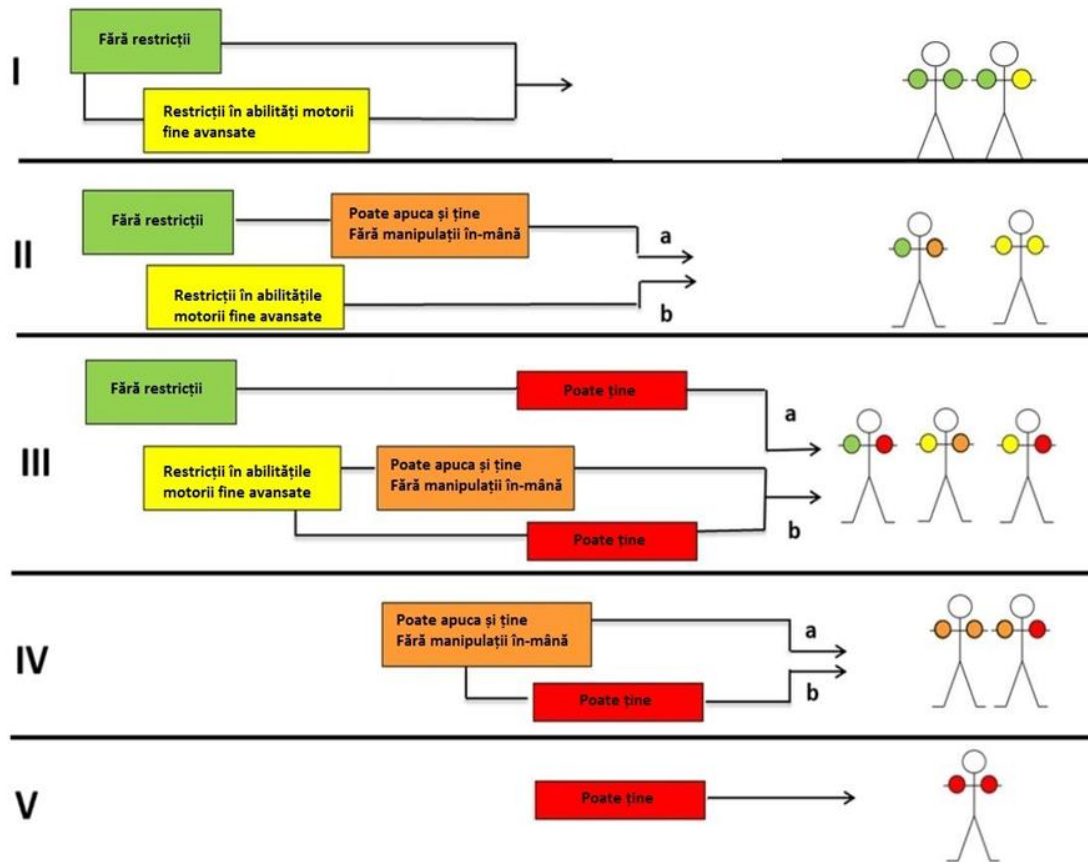 I
Fără restricții
Restricții în abilități motorii
fine avansate
II
Fără restricții
Poate apuca și ține
Fără manipulații în-mână
a
Restricții în abilitățile
motorii fine avansate
b
III
Fără restricții
Poate ține
a
Restricții în abilitățile
motorii fine avansate
Poate apuca și ține
Fără manipulații în-mână
Poate ține
b
IV
Poate apuca și ține
Fără manipulații în-mână
a
Poate ține
b
V
Poate ține